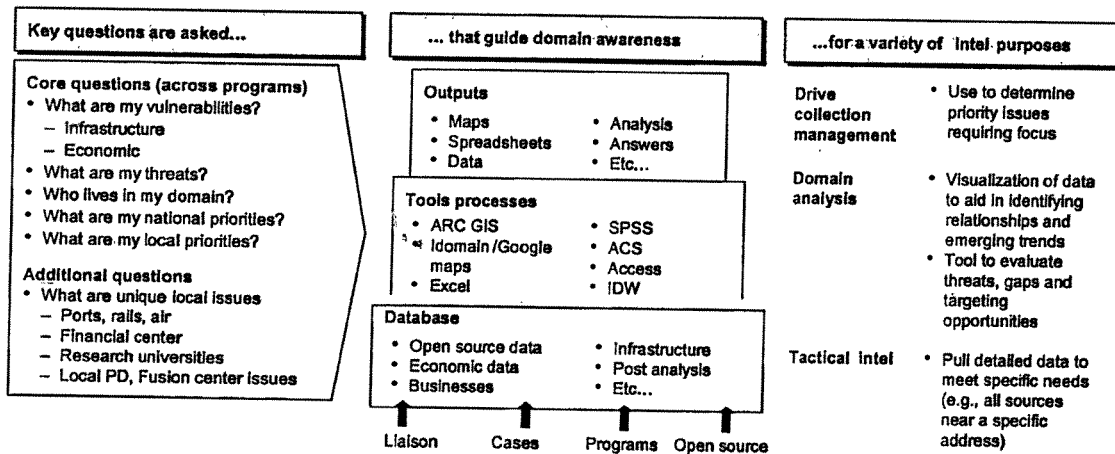 Key questions are asked...
Core questions (across programs)
• What are my vulnerabilities?
– Infrastructure
– Economic
• What are my threats?
• Who lives in my domain?
• What are my national priorities?
• What are my local priorities?
Additional questions
• What are unique local issues
– Ports, rails, air
– Financial center
– Research universities
– Local PD, Fusion center issues
... that guide domain awareness
Outputs
• Maps
• Spreadsheets
• Data
• Analysis
• Answers
• Etc...
Tools processes
• ARC GIS
• Idomain/Google
maps
• Excel
• SPSS
• ACS
• Access
• IDW
Database
• Open source data
• Economic data
• Businesses
• Infrastructure
• Post analysis
• Etc...
Liaison
Cases
Programs
Open source
...for a variety of Intel purposes
Drive
collection
management
• Use to determine
priority issues
requiring focus
Domain
analysis
• Visualization of data
to aid in identifying
relationships and
emerging trends
• Tool to evaluate
threats, gaps and
targeting
opportunities
Tactical intel
• Pull detailed data to
meet specific needs
(e.g., all sources
near a specific
address)